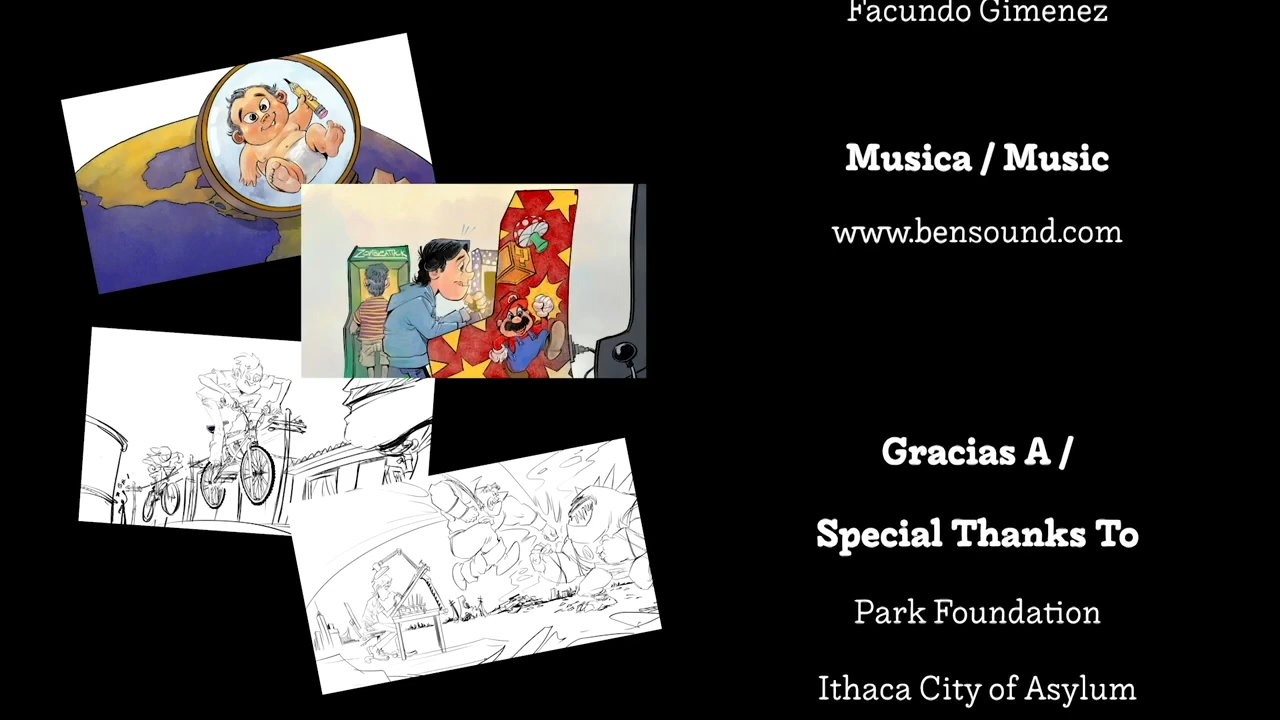 Facundo Gimenez
Musica / Music
www.bensound.com
Gracias A /
Special Thanks To
Park Foundation
Ithaca City of Asylum